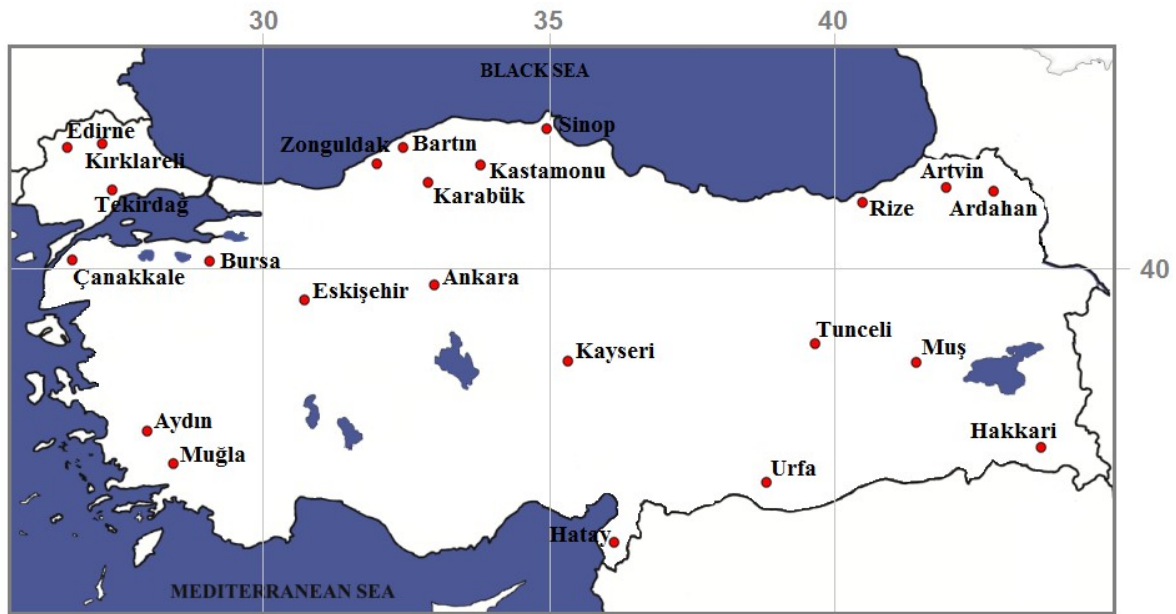 30 35 40
BLACK SEA
Edirne
Kırklareli
Tekirdağ
Zonguldak
Bartın
Sinop
Kastamonu
Karabük
Artvin
Rize
Ardahan
Çanakkale
Bursa
40
Eskişehir
Ankara
Kayseri
Tunceli
Muş
Aydın
Muğla
Hakkari
Urfa
Hatay
MEDITERRANEAN SEA